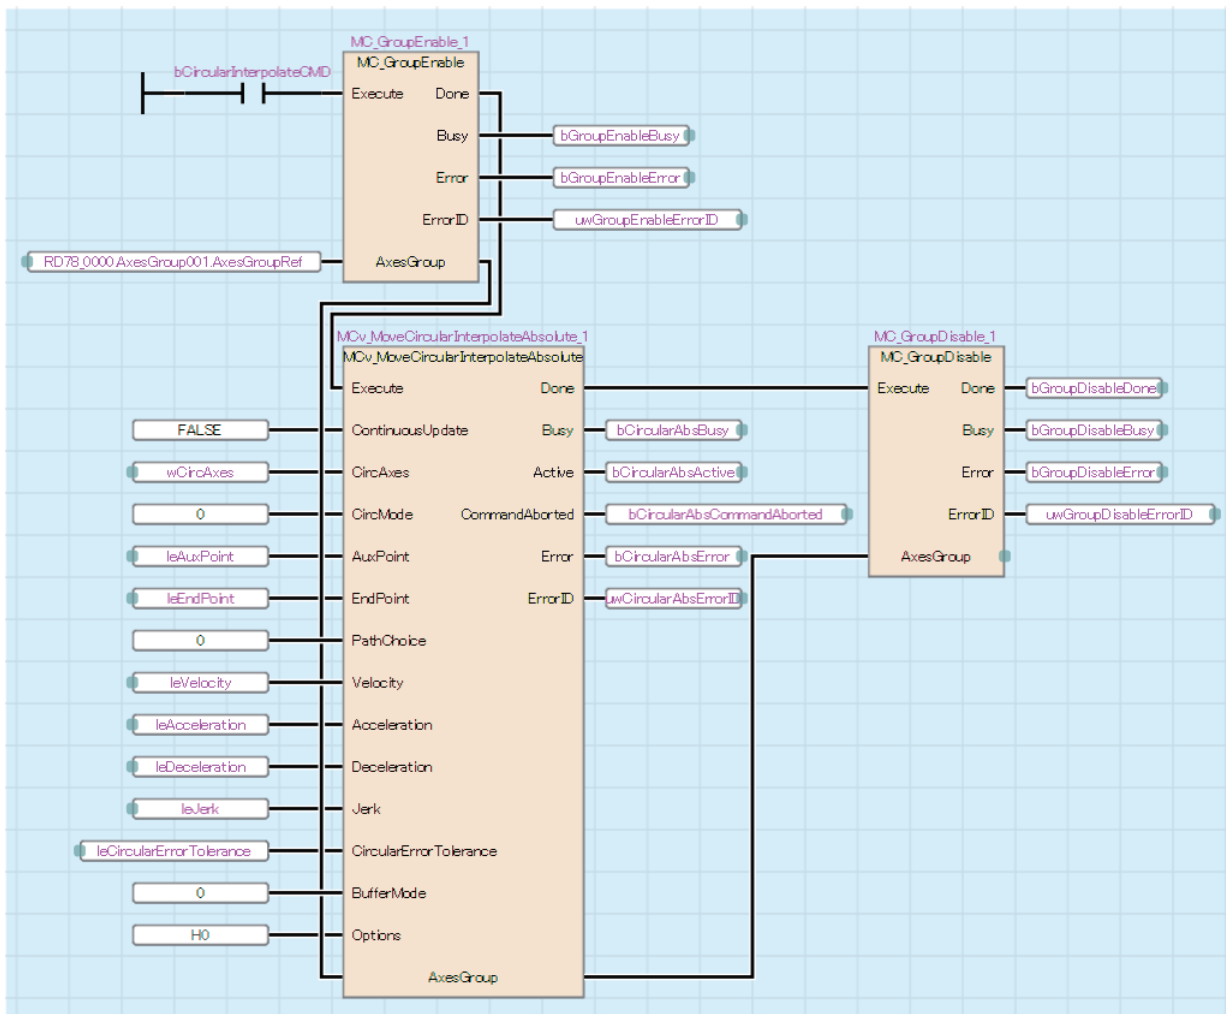 MC_GroupEnable_1
MC_GroupEnable
bCircularInterpolateCMD
Execute Done
Busy bGroupEnableBusy
Error bGroupEnableError
ErrorID uwGroupEnableErrorID
RD78_0000.AxesGroup001.AxesGroupRef AxesGroup
MCv_MoveCircularInterpolateAbsolute_1 MC_GroupDisable_1
MCv_MoveCircularInterpolateAbsolute MC_GroupDisable
Execute Done Execute Done bGroupDisableDone
FALSE ContinuousUpdate Busy bCircularAbsBusy Busy bGroupDisableBusy
wCircAxes CircAxes Active bCircularAbsActive Error bGroupDisableError
0 CircMode CommandAborted bCircularAbsCommandAborted ErrorID uwGroupDisableErrorID
leAuxPoint AuxPoint Error bCircularAbsError AxesGroup
leEndPoint EndPoint ErrorID uwCircularAbsErrorID
0 PathChoice
leVelocity Velocity
leAcceleration Acceleration
leDeceleration Deceleration
leJerk Jerk
leCircularErrorTolerance CircularErrorTolerance
0 BufferMode
H0 Options
AxesGroup